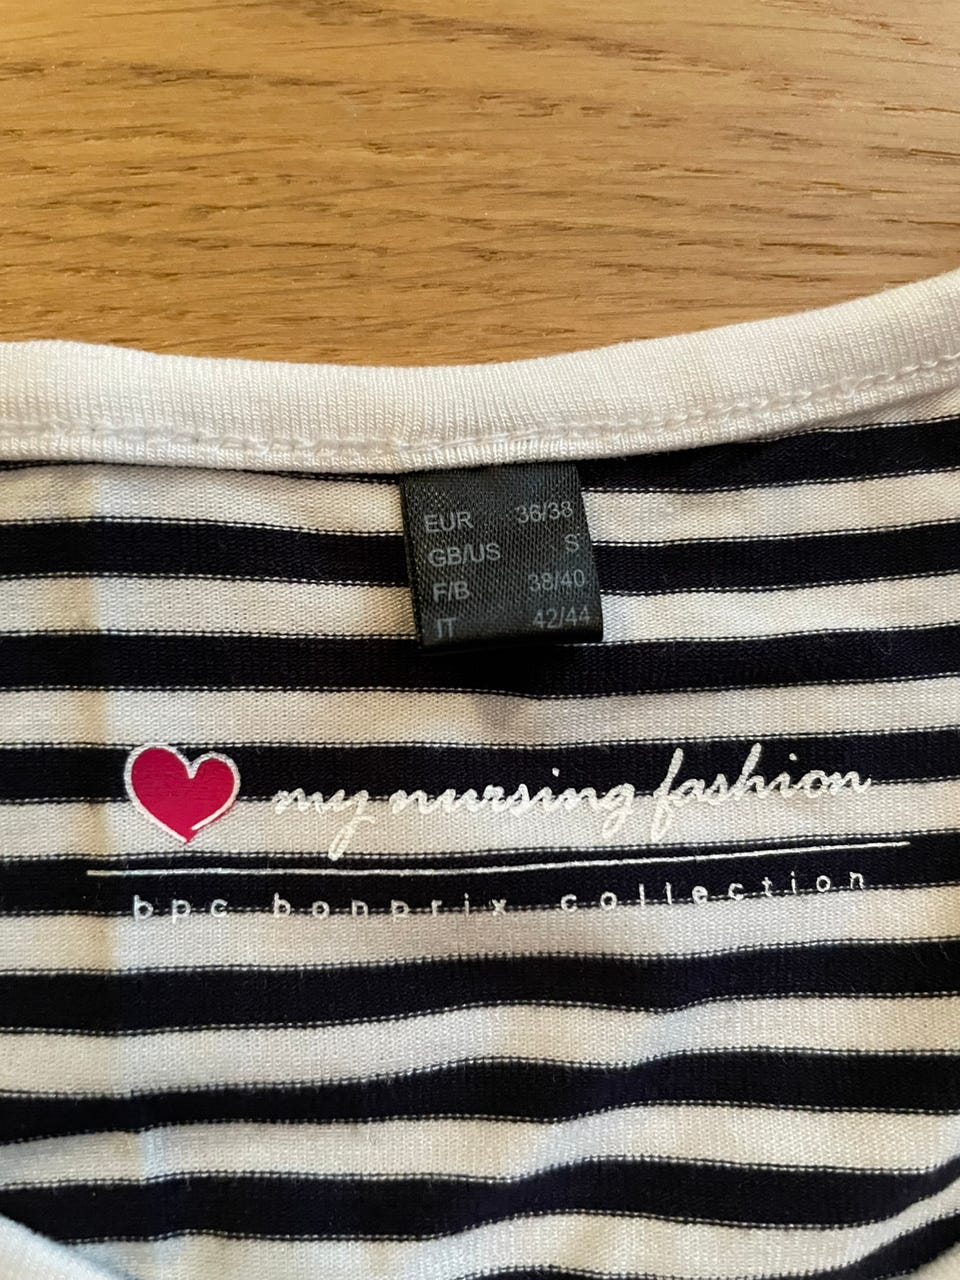 EUR 36/38
GB/US S
F/B 38/40
IT 42/44
my nursing fashion
bpc bonprix collection